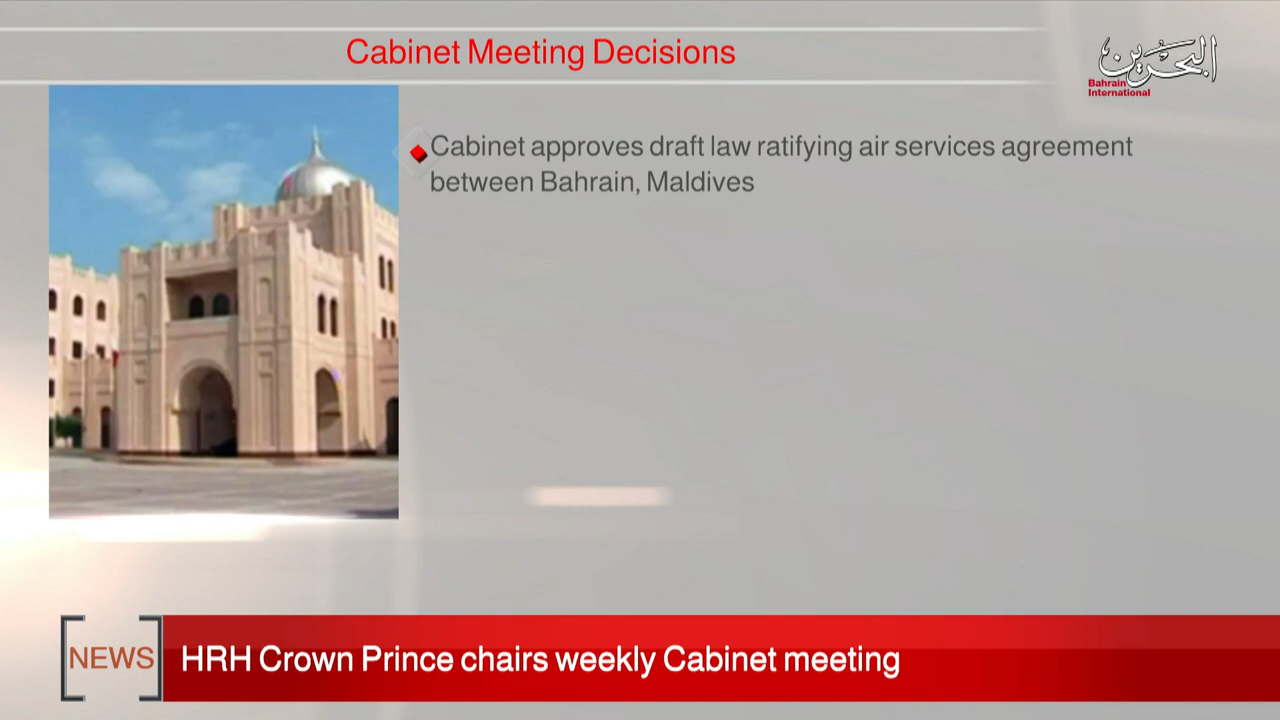 Cabinet Meeting Decisions
البحرين
Bahrain
International
Cabinet approves draft law ratifying air services agreement
between Bahrain, Maldives
NEWS
HRH Crown Prince chairs weekly Cabinet meeting